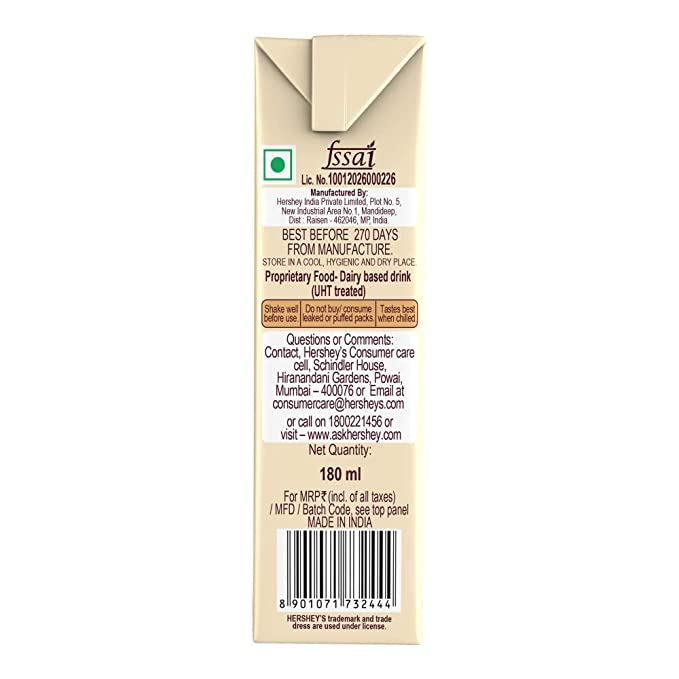 fssai
Lic. No.10012026000226
Manufactured By:
Hershey India Private Limited, Plot No. 5,
New Industrial Area No.1, Mandideep,
Dist : Raisen - 462046, MP, India.
BEST BEFORE 270 DAYS
FROM MANUFACTURE.
STORE IN A COOL, HYGIENIC AND DRY PLACE.
Proprietary Food- Dairy based drink
(UHT treated)
Shake well before use.
Do not buy/ consume leaked or puffed packs.
Tastes best when chilled.
Questions or Comments:
Contact, Hershey's Consumer care
cell, Schindler House,
Hiranandani Gardens, Powai,
Mumbai – 400076 or Email at
consumercare@hersheys.com
or call on 1800221456 or
visit – www.askhershey.com
Net Quantity:
180 ml
For MRP₹ (incl. of all taxes)
/ MFD / Batch Code, see top panel
MADE IN INDIA
8 901071 732444
HERSHEY'S trademark and trade
dress are used under license.